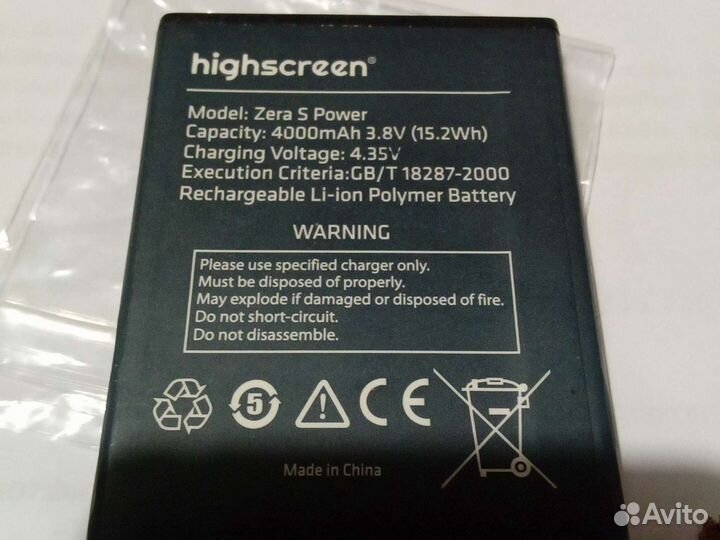 highscreen®
Model: Zera S Power
Capacity: 4000mAh 3.8V (15.2Wh)
Charging Voltage: 4.35V
Execution Criteria:GB/T 18287-2000
Rechargeable Li-ion Polymer Battery
WARNING
Please use specified charger only.
Must be disposed of properly.
May explode if damaged or disposed of fire.
Do not short-circuit.
Do not disassemble.
5 ! CE
Made in China
Avito